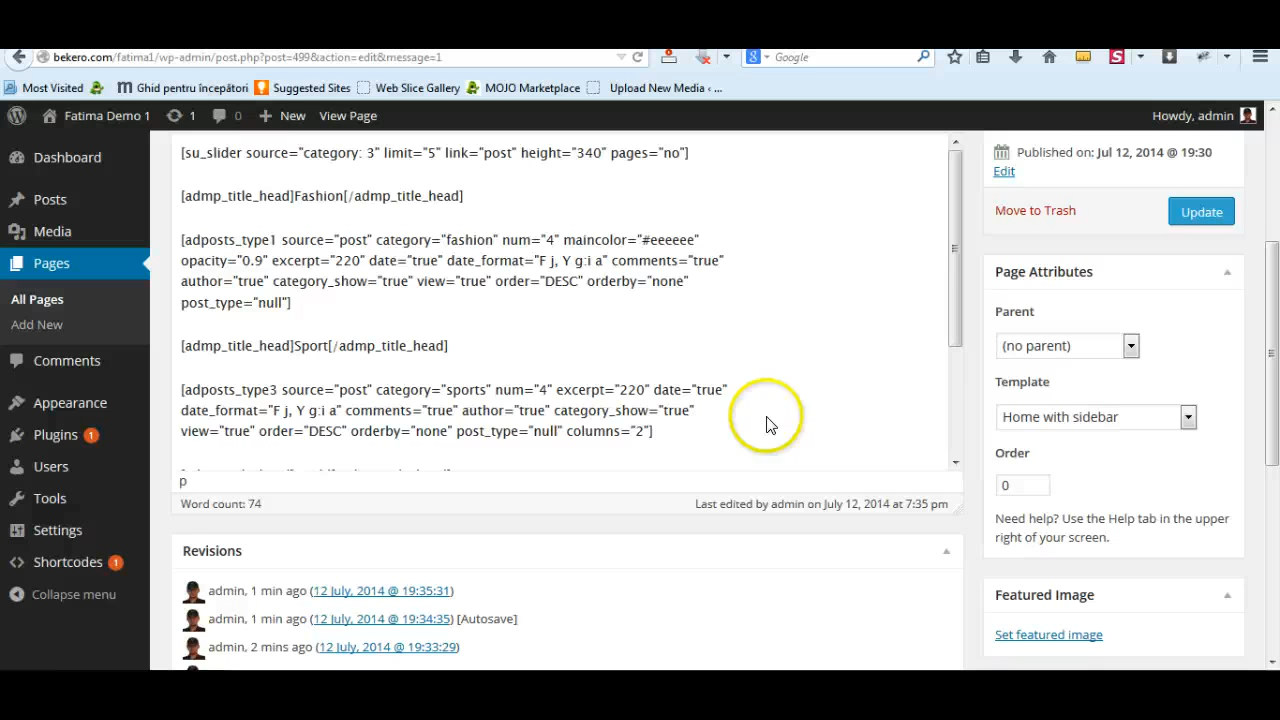 bekero.com/fatima1/wp-admin/post.php?post=499&action=edit&message=1
Google
Most Visited
Ghid pentru începători
Suggested Sites
Web Slice Gallery
MOJO Marketplace
Upload New Media ‹ ...
Fatima Demo 1
1
0
New
View Page
Howdy, admin
Dashboard
Posts
Media
Pages
All Pages
Add New
Comments
Appearance
Plugins 1
Users
Tools
Settings
Shortcodes 1
Collapse menu
[su_slider source="category: 3" limit="5" link="post" height="340" pages="no"]
[admp_title_head]Fashion[/admp_title_head]
[adposts_type1 source="post" category="fashion" num="4" maincolor="#eeeeee"
opacity="0.9" excerpt="220" date="true" date_format="F j, Y g:i a" comments="true"
author="true" category_show="true" view="true" order="DESC" orderby="none"
post_type="null"]
[admp_title_head]Sport[/admp_title_head]
[adposts_type3 source="post" category="sports" num="4" excerpt="220" date="true"
date_format="F j, Y g:i a" comments="true" author="true" category_show="true"
view="true" order="DESC" orderby="none" post_type="null" columns="2"]
p
Word count: 74
Last edited by admin on July 12, 2014 at 7:35 pm
Revisions
admin, 1 min ago (12 July, 2014 @ 19:35:31)
admin, 1 min ago (12 July, 2014 @ 19:34:35) [Autosave]
admin, 2 mins ago (12 July, 2014 @ 19:33:29)
Published on: Jul 12, 2014 @ 19:30
Edit
Move to Trash
Update
Page Attributes
Parent
(no parent)
Template
Home with sidebar
Order
0
Need help? Use the Help tab in the upper
right of your screen.
Featured Image
Set featured image